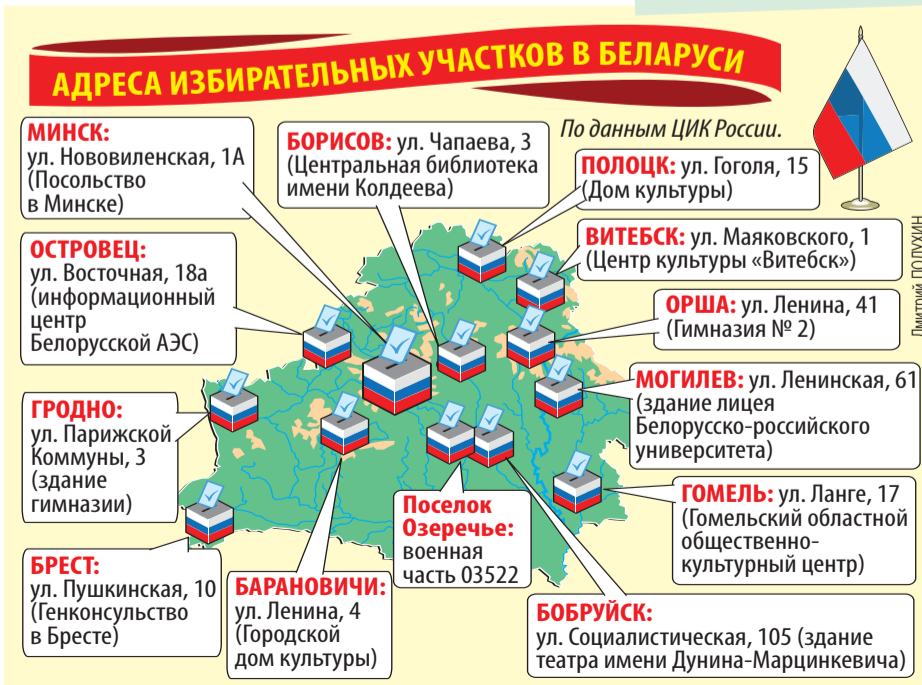 АДРЕСА ИЗБИРАТЕЛЬНЫХ УЧАСТКОВ В БЕЛАРУСИ
По данным ЦИК России.
МИНСК:
ул. Нововиленская, 1А
(Посольство
в Минске)
БОРИСОВ: ул. Чапаева, 3
(Центральная библиотека
имени Колдеева)
ПОЛОЦК: ул. Гоголя, 15
(Дом культуры)
ВИТЕБСК: ул. Маяковского, 1
(Центр культуры «Витебск»)
ОСТРОВЕЦ:
ул. Восточная, 18а
(информационный
центр
Белорусской АЭС)
ОРША: ул. Ленина, 41
(Гимназия № 2)
МОГИЛЕВ: ул. Ленинская, 61
(здание лицея
Белорусско-российского
университета)
ГРОДНО:
ул. Парижской
Коммуны, 3
(здание
гимназии)
ГОМЕЛЬ: ул. Ланге, 17
(Гомельский областной
общественно-
культурный центр)
Поселок
Озеречье:
военная
часть 03522
БРЕСТ:
ул. Пушкинская, 10
(Генконсульство
в Бресте)
БАРАНОВИЧИ:
ул. Ленина, 4
(Городской
дом культуры)
БОБРУЙСК:
ул. Социалистическая, 105 (здание
театра имени Дунина-Марцинкевича)
Дмитрий ПОЛУХИН